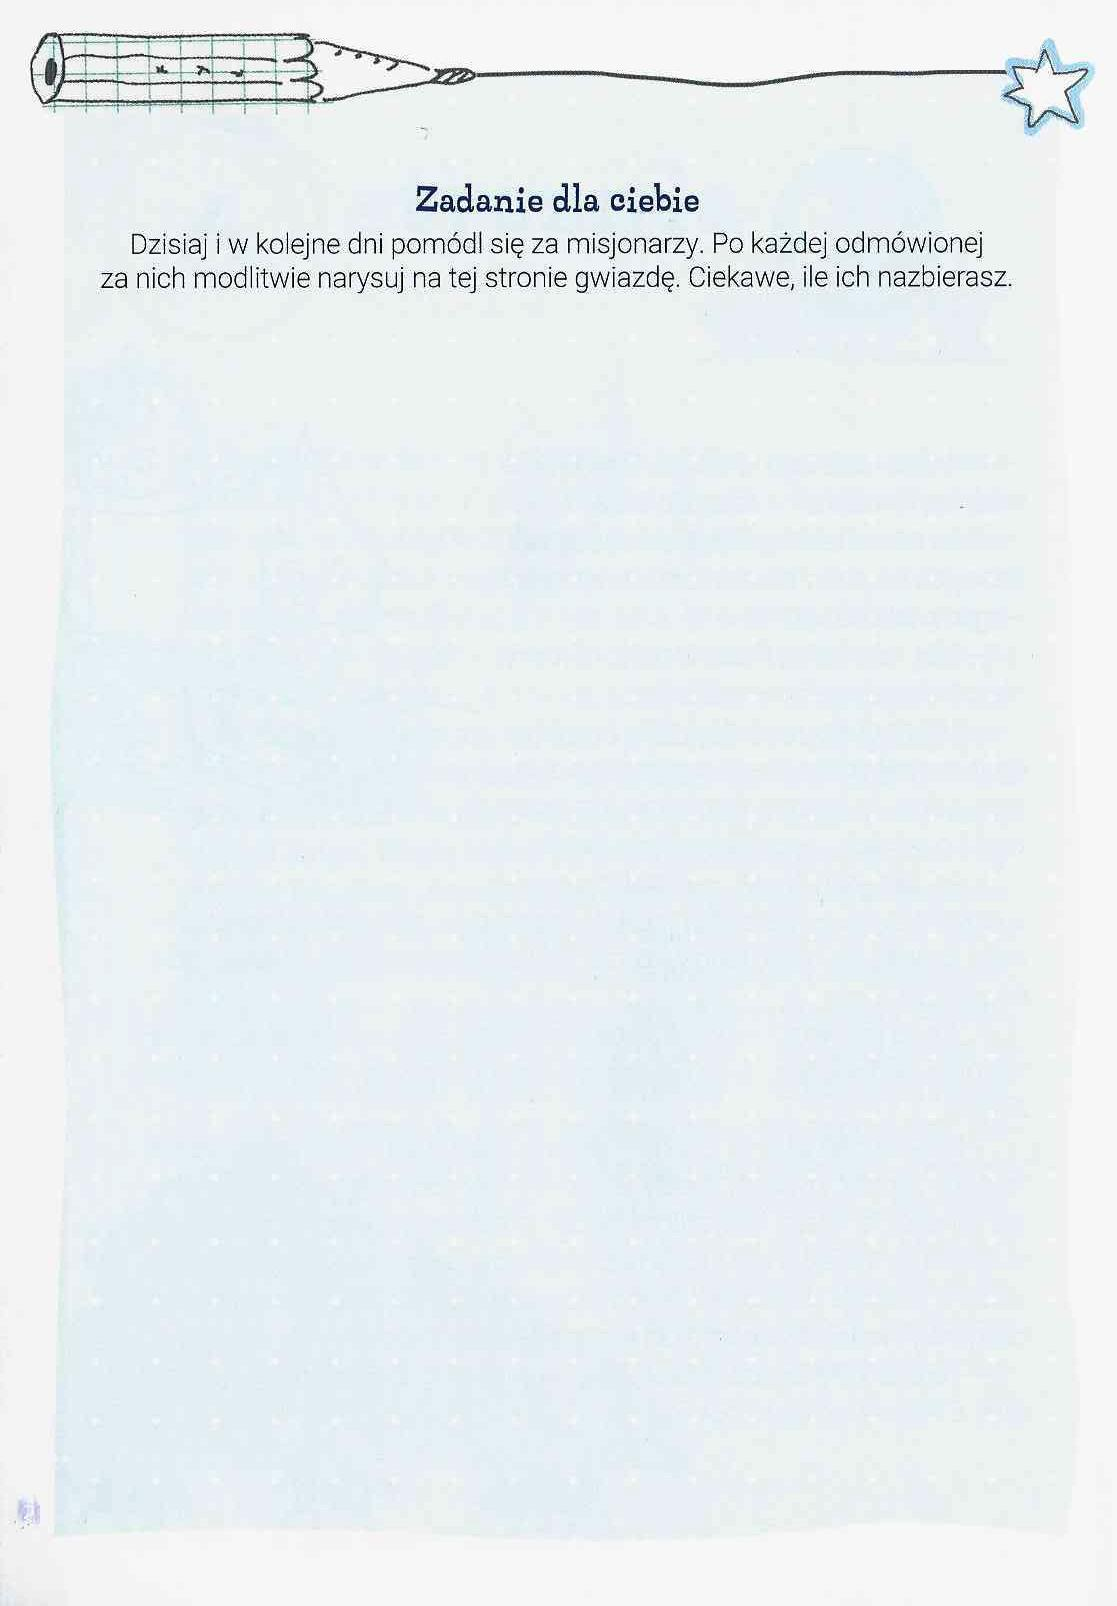 Zadanie dla ciebie
Dzisiaj i w kolejne dni pomódl się za misjonarzy. Po każdej odmówionej
za nich modlitwie narysuj na tej stronie gwiazdę. Ciekawe, ile ich nazbierasz.